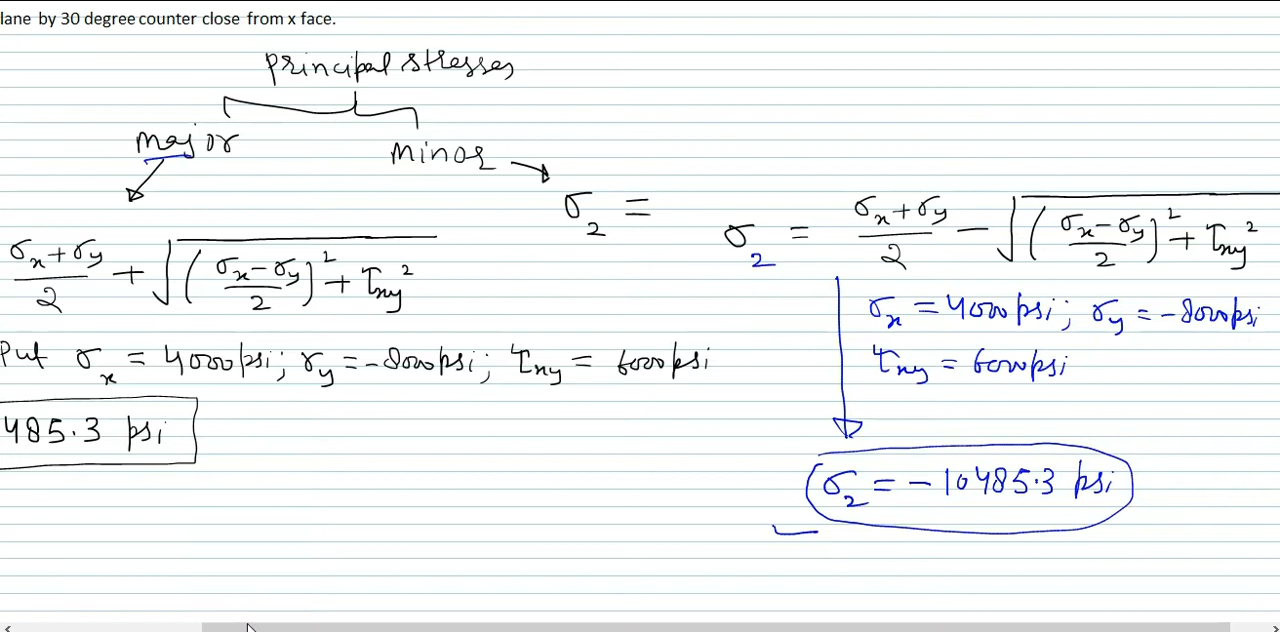 lane by 30 degree counter close from x face.
principal stresses
major
minor
σ₂ =
(σx + σy)/2 + √(((σx − σy)/2)² + τxy²)
Put σx = 4000 psi; σy = −8000 psi; τxy = 6000 psi
485.3 psi
σ₂ = (σx + σy)/2 − √(((σx − σy)/2)² + τxy²)
σx = 4000 psi; σy = −8000 psi
τxy = 6000 psi
σ₂ = −10485.3 psi